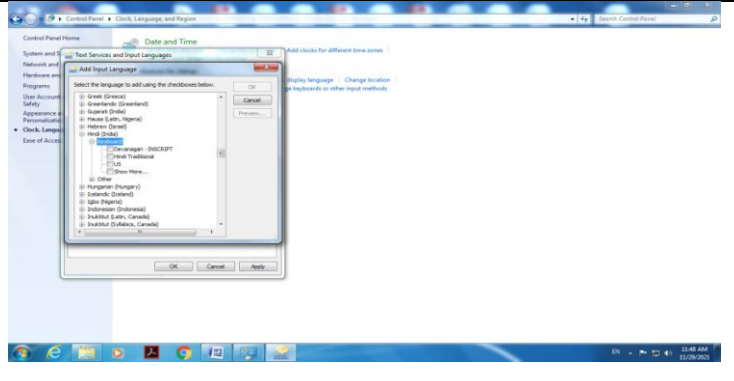 Control Panel ▸ Clock, Language, and Region
Search Control Panel
Control Panel Home
System and S
Network and
Hardware and
Programs
User Account
Safety
Appearance a
Personalizatio
Clock, Langua
Ease of Acces
Date and Time
Add clocks for different time zones
display language
Change location
ge keyboards or other input methods
Text Services and Input Languages
Add Input Language
Select the language to add using the checkboxes below.
OK
Cancel
Preview...
Greek (Greece)
Greenlandic (Greenland)
Gujarati (India)
Hausa (Latin, Nigeria)
Hebrew (Israel)
Hindi (India)
Keyboard
Devanagari - INSCRIPT
Hindi Traditional
US
Show More...
Other
Hungarian (Hungary)
Icelandic (Iceland)
Igbo (Nigeria)
Indonesian (Indonesia)
Inuktitut (Latin, Canada)
Inuktitut (Syllabics, Canada)
OK
Cancel
Apply
EN
11:48 AM
11/29/2021